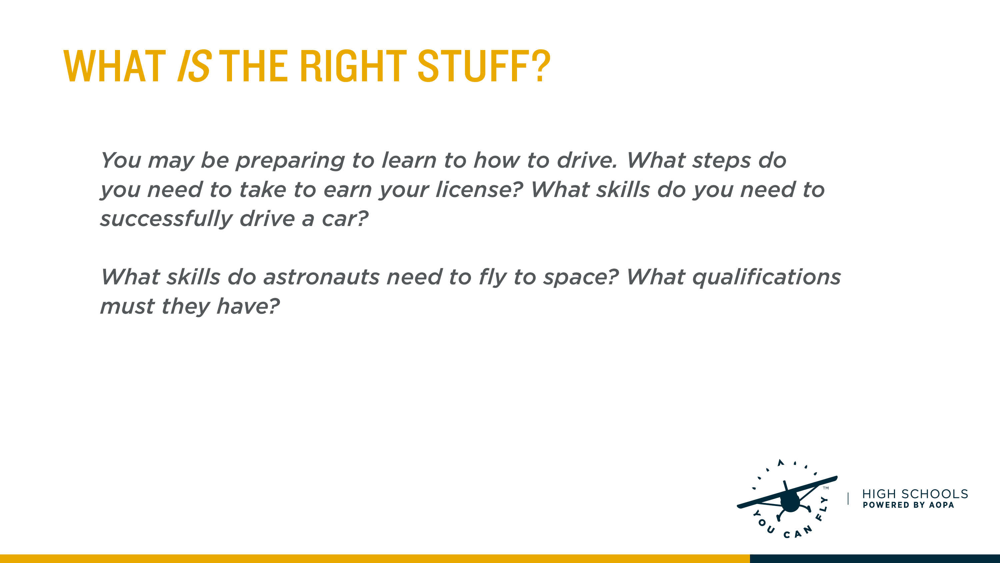 WHAT IS THE RIGHT STUFF?
You may be preparing to learn to how to drive. What steps do
you need to take to earn your license? What skills do you need to
successfully drive a car?
What skills do astronauts need to fly to space? What qualifications
must they have?
YOU CAN FLY™
HIGH SCHOOLS
POWERED BY AOPA